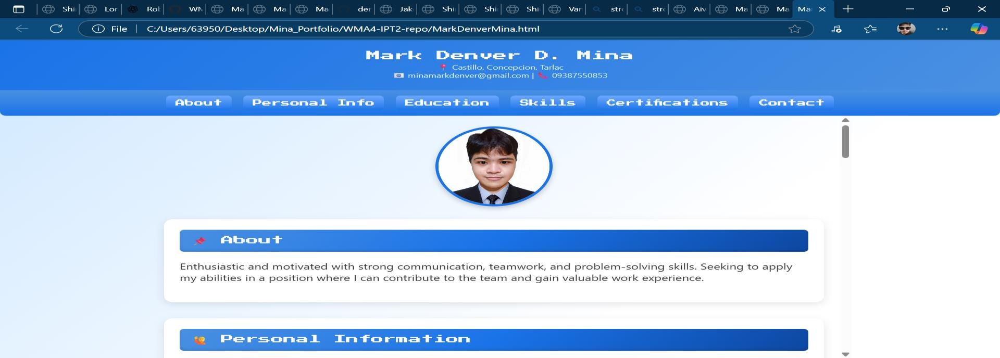 Shi Lor Rol WM Ma Ma Ma der Jak Shi Shi Shi Var str str Aiv Ma Ma Ma
File C:/Users/63950/Desktop/Mina_Portfolio/WMA4-IPT2-repo/MarkDenverMina.html
Mark Denver D. Mina
📍 Castillo, Concepcion, Tarlac
📧 minamarkdenver@gmail.com | 📞 09387550853
About Personal Info Education Skills Certifications Contact
📌 About
Enthusiastic and motivated with strong communication, teamwork, and problem-solving skills. Seeking to apply
my abilities in a position where I can contribute to the team and gain valuable work experience.
Personal Information